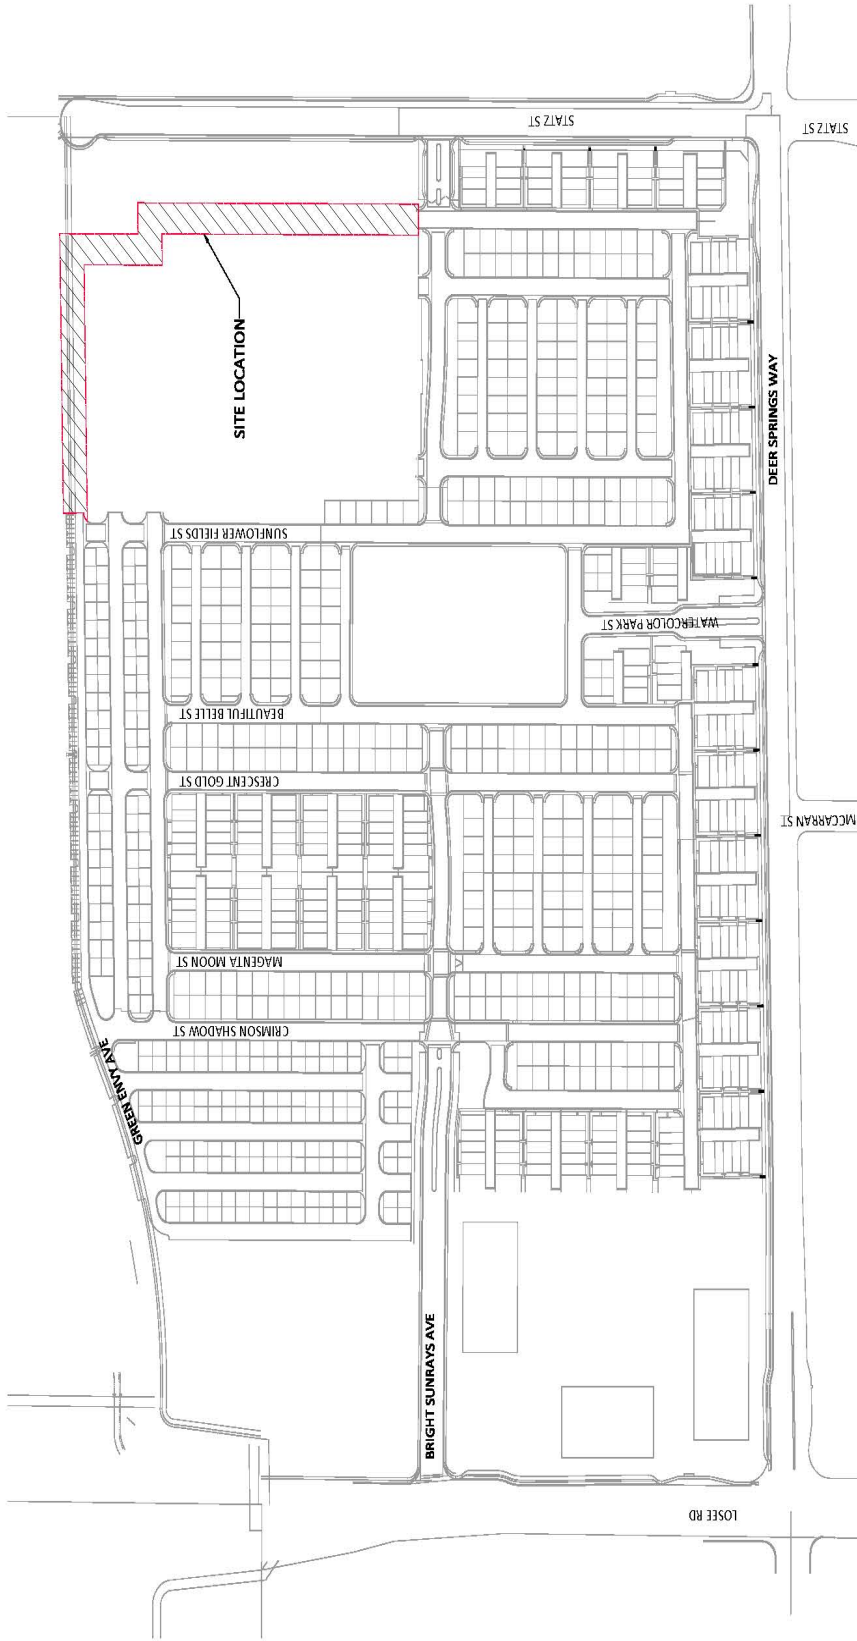 STATZ ST
STATZ ST
SITE LOCATION
DEER SPRINGS WAY
SUNFLOWER FIELDS ST
WATERCOLOR PARK ST
BEAUTIFUL BELLE ST
CRESCENT GOLD ST
MCCARRAN ST
MAGENTA MOON ST
CRIMSON SHADOW ST
GREEN ENVY AVE
BRIGHT SUNRAYS AVE
LOSEE RD